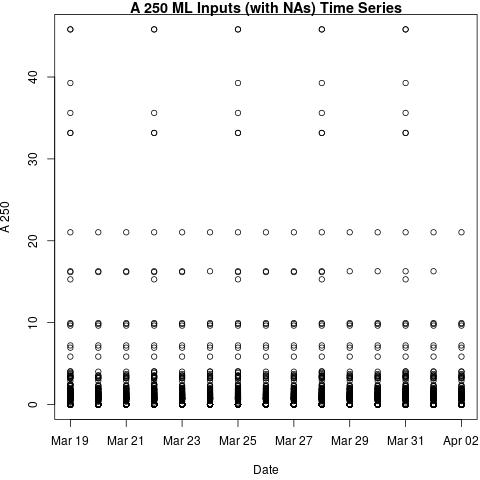 A 250 ML Inputs (with NAs) Time Series
A 250
40
30
20
10
0
Mar 19 Mar 21 Mar 23 Mar 25 Mar 27 Mar 29 Mar 31 Apr 02
Date